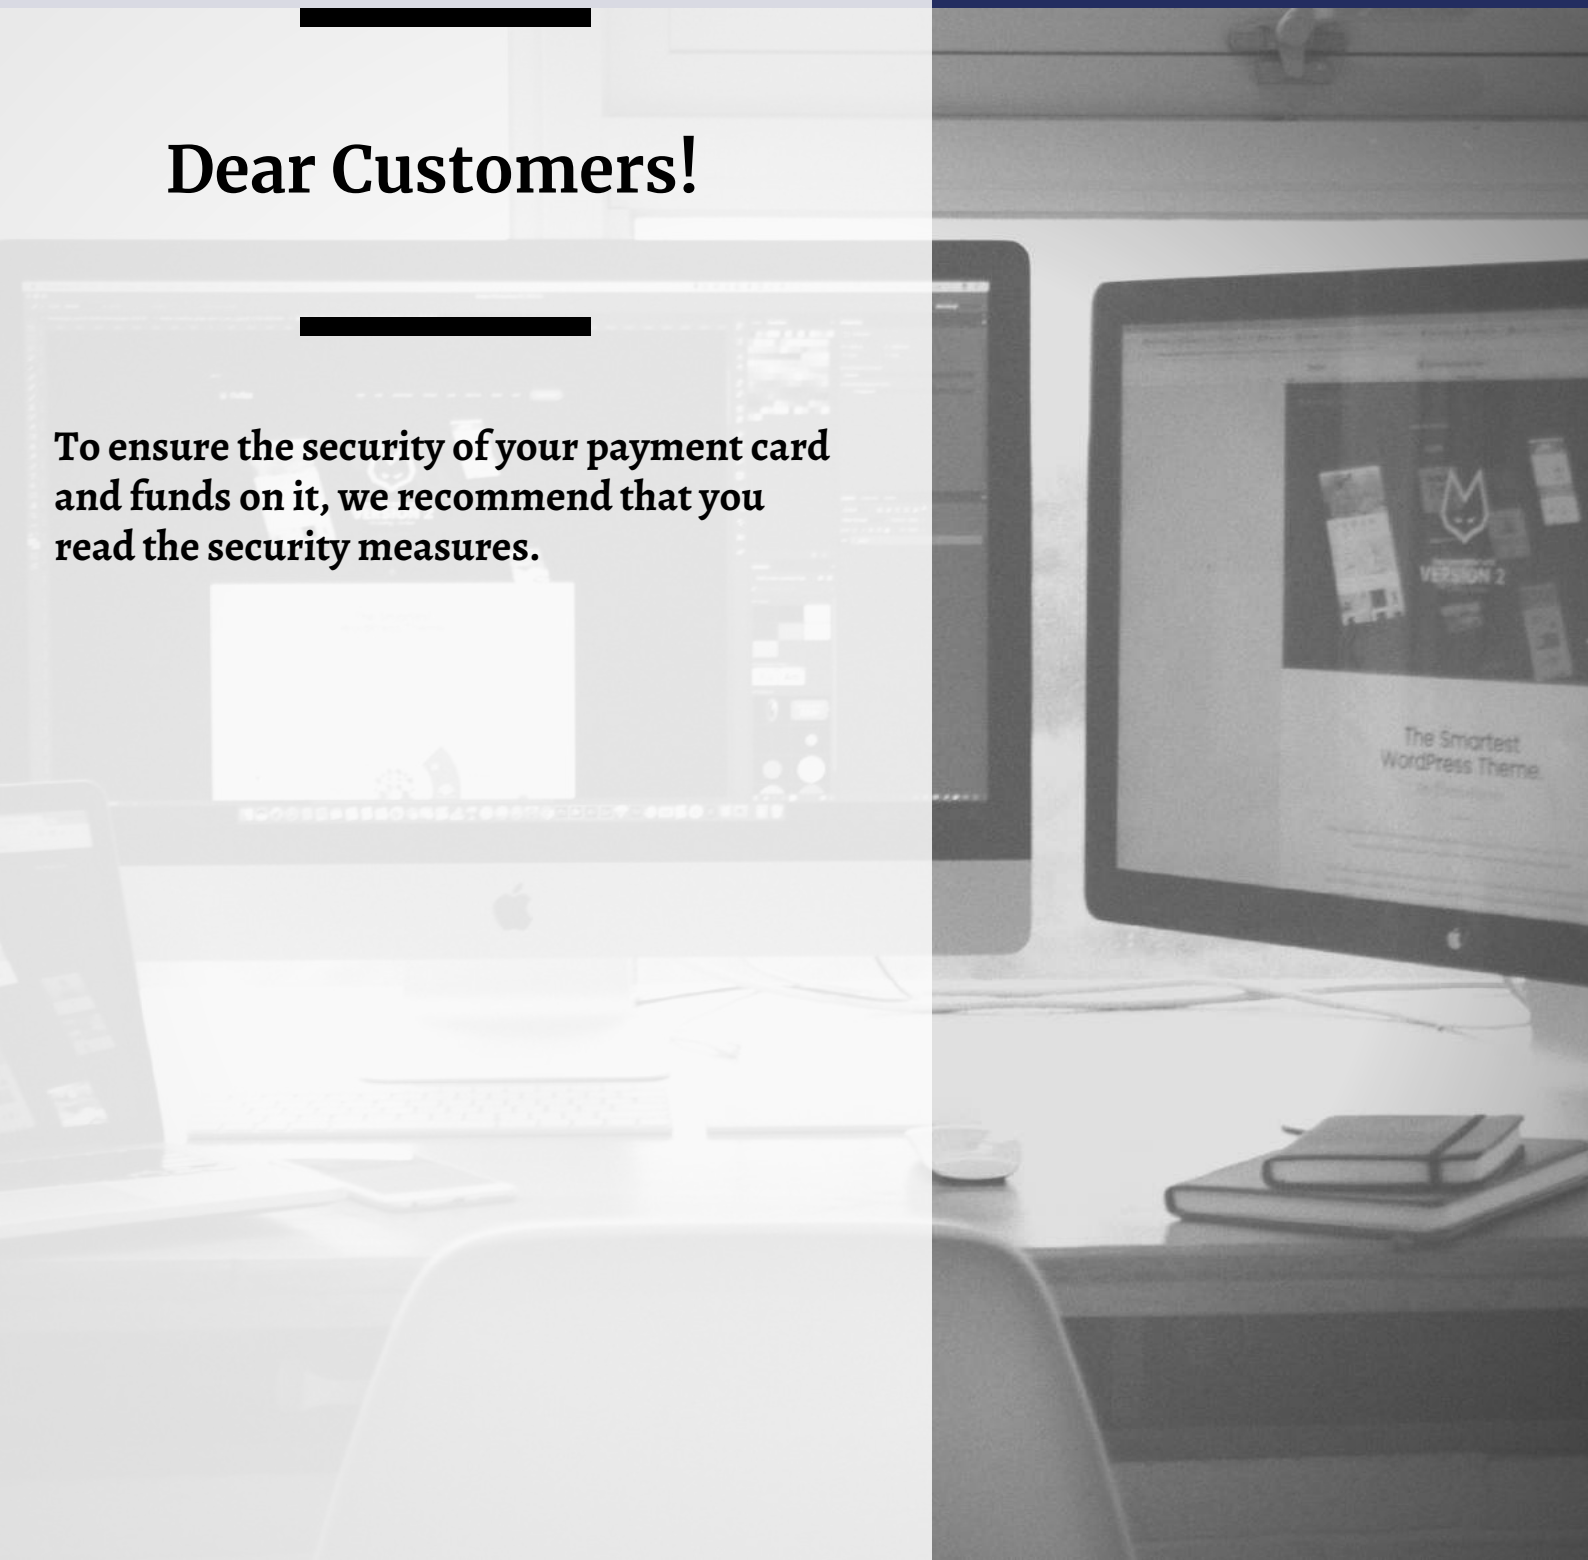 Dear Customers!
To ensure the security of your payment card
and funds on it, we recommend that you
read the security measures.
VERSION 2
The Smartest
WordPress Theme.